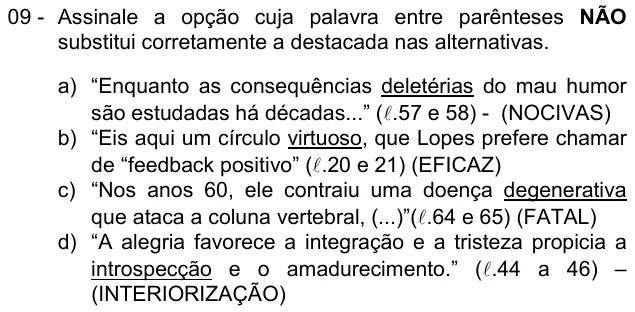 09 - Assinale a opção cuja palavra entre parênteses NÃO
substitui corretamente a destacada nas alternativas.
a) “Enquanto as consequências deletérias do mau humor
são estudadas há décadas...” (ℓ.57 e 58) - (NOCIVAS)
b) “Eis aqui um círculo virtuoso, que Lopes prefere chamar
de “feedback positivo” (ℓ.20 e 21) (EFICAZ)
c) “Nos anos 60, ele contraiu uma doença degenerativa
que ataca a coluna vertebral, (...)”(ℓ.64 e 65) (FATAL)
d) “A alegria favorece a integração e a tristeza propicia a
introspecção e o amadurecimento.” (ℓ.44 a 46) –
(INTERIORIZAÇÃO)